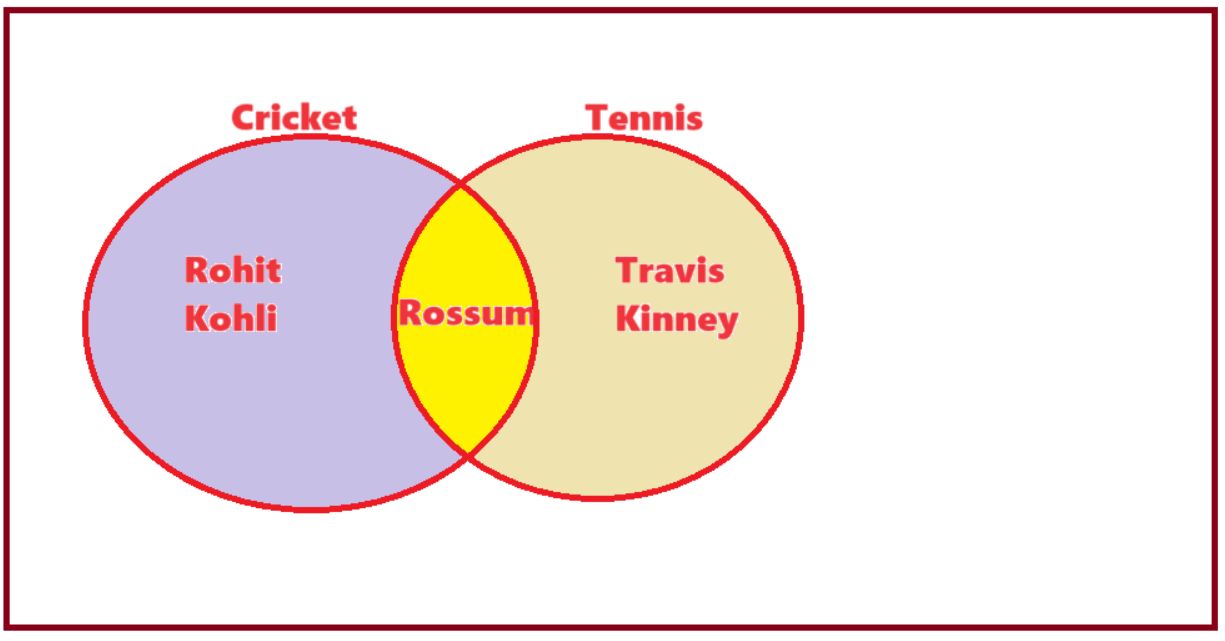 Cricket
Tennis
Rohit
Kohli
Rossum
Travis
Kinney